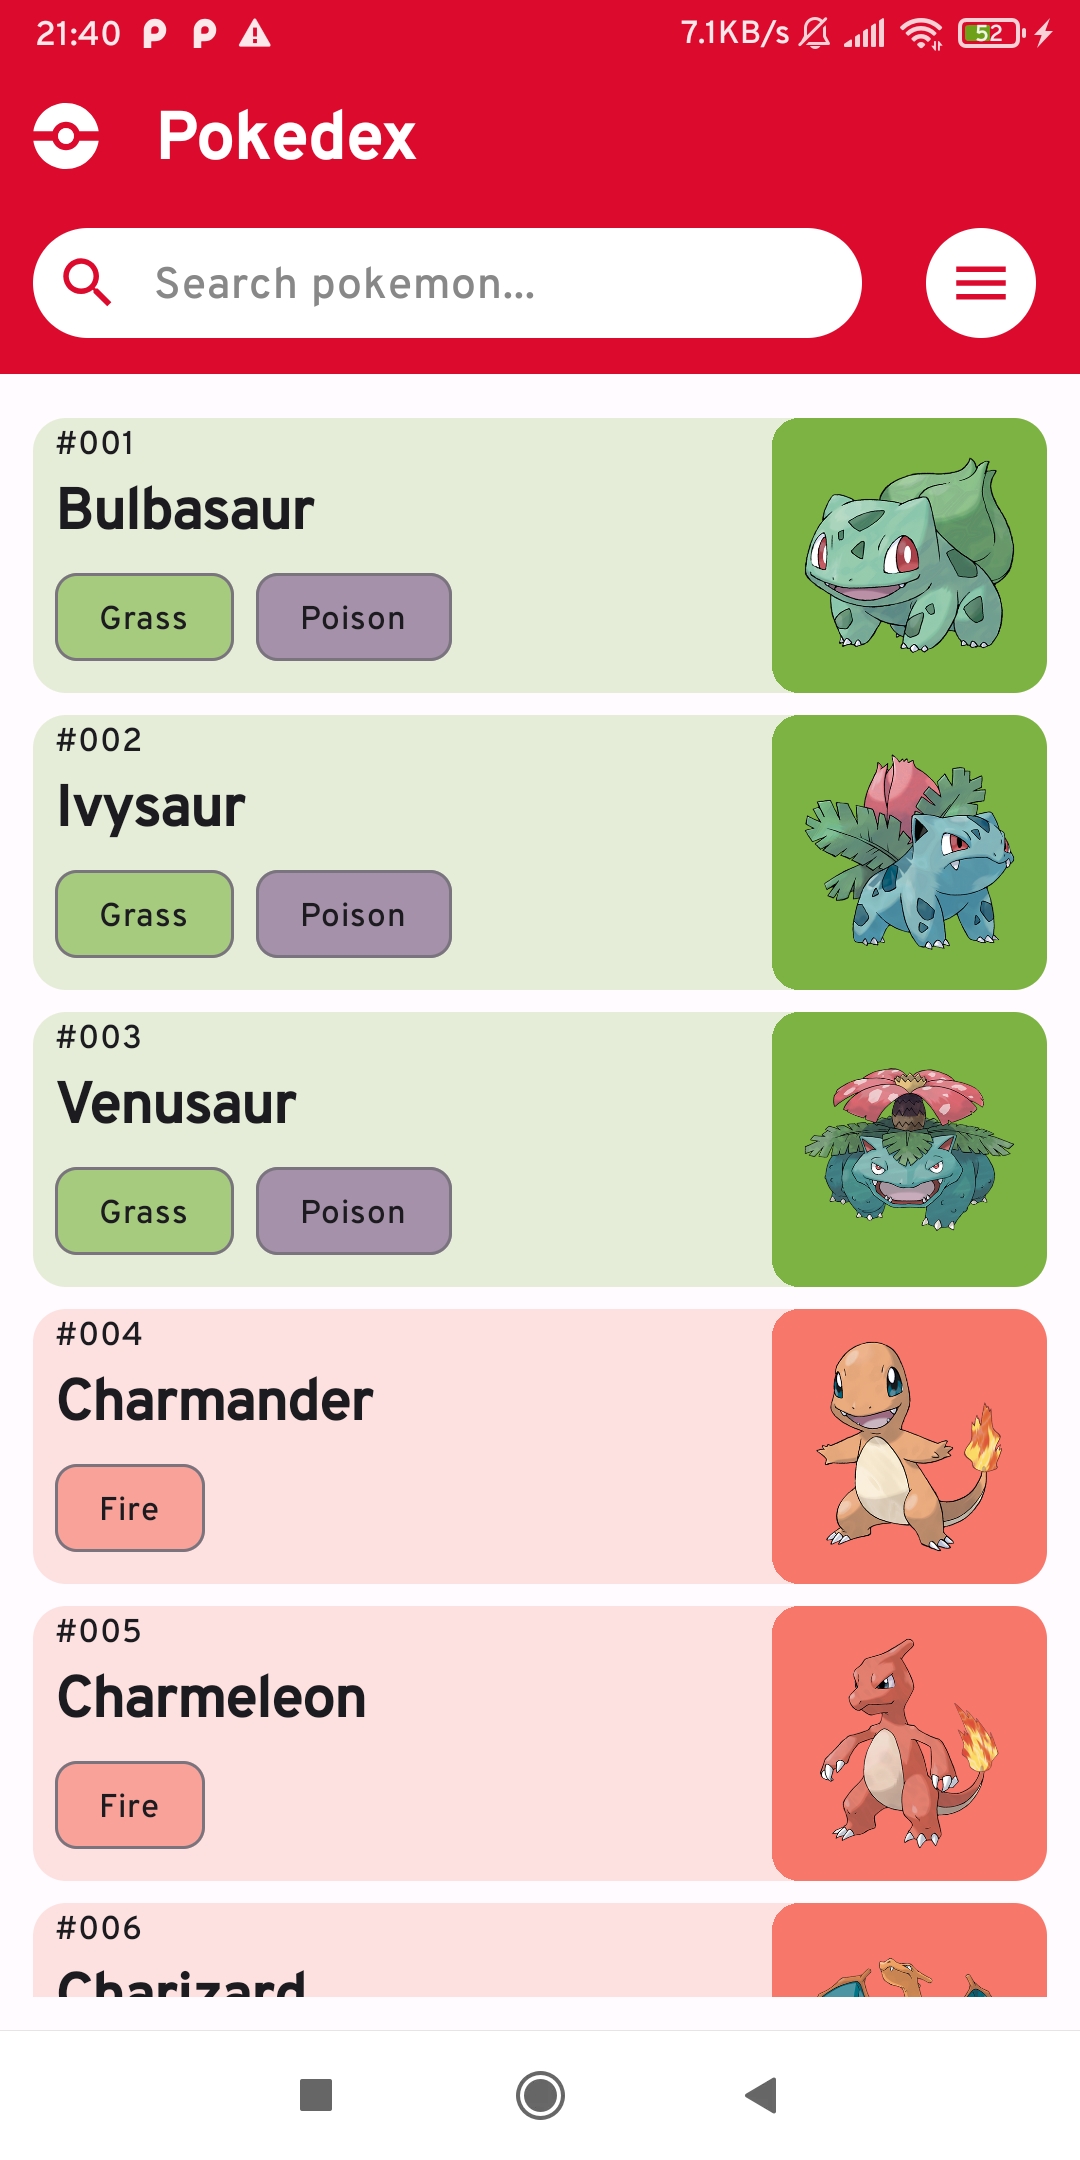 21:40 7.1KB/s 52
Pokedex
Search pokemon...
#001
Bulbasaur
Grass Poison
#002
Ivysaur
Grass Poison
#003
Venusaur
Grass Poison
#004
Charmander
Fire
#005
Charmeleon
Fire
#006
Charizard